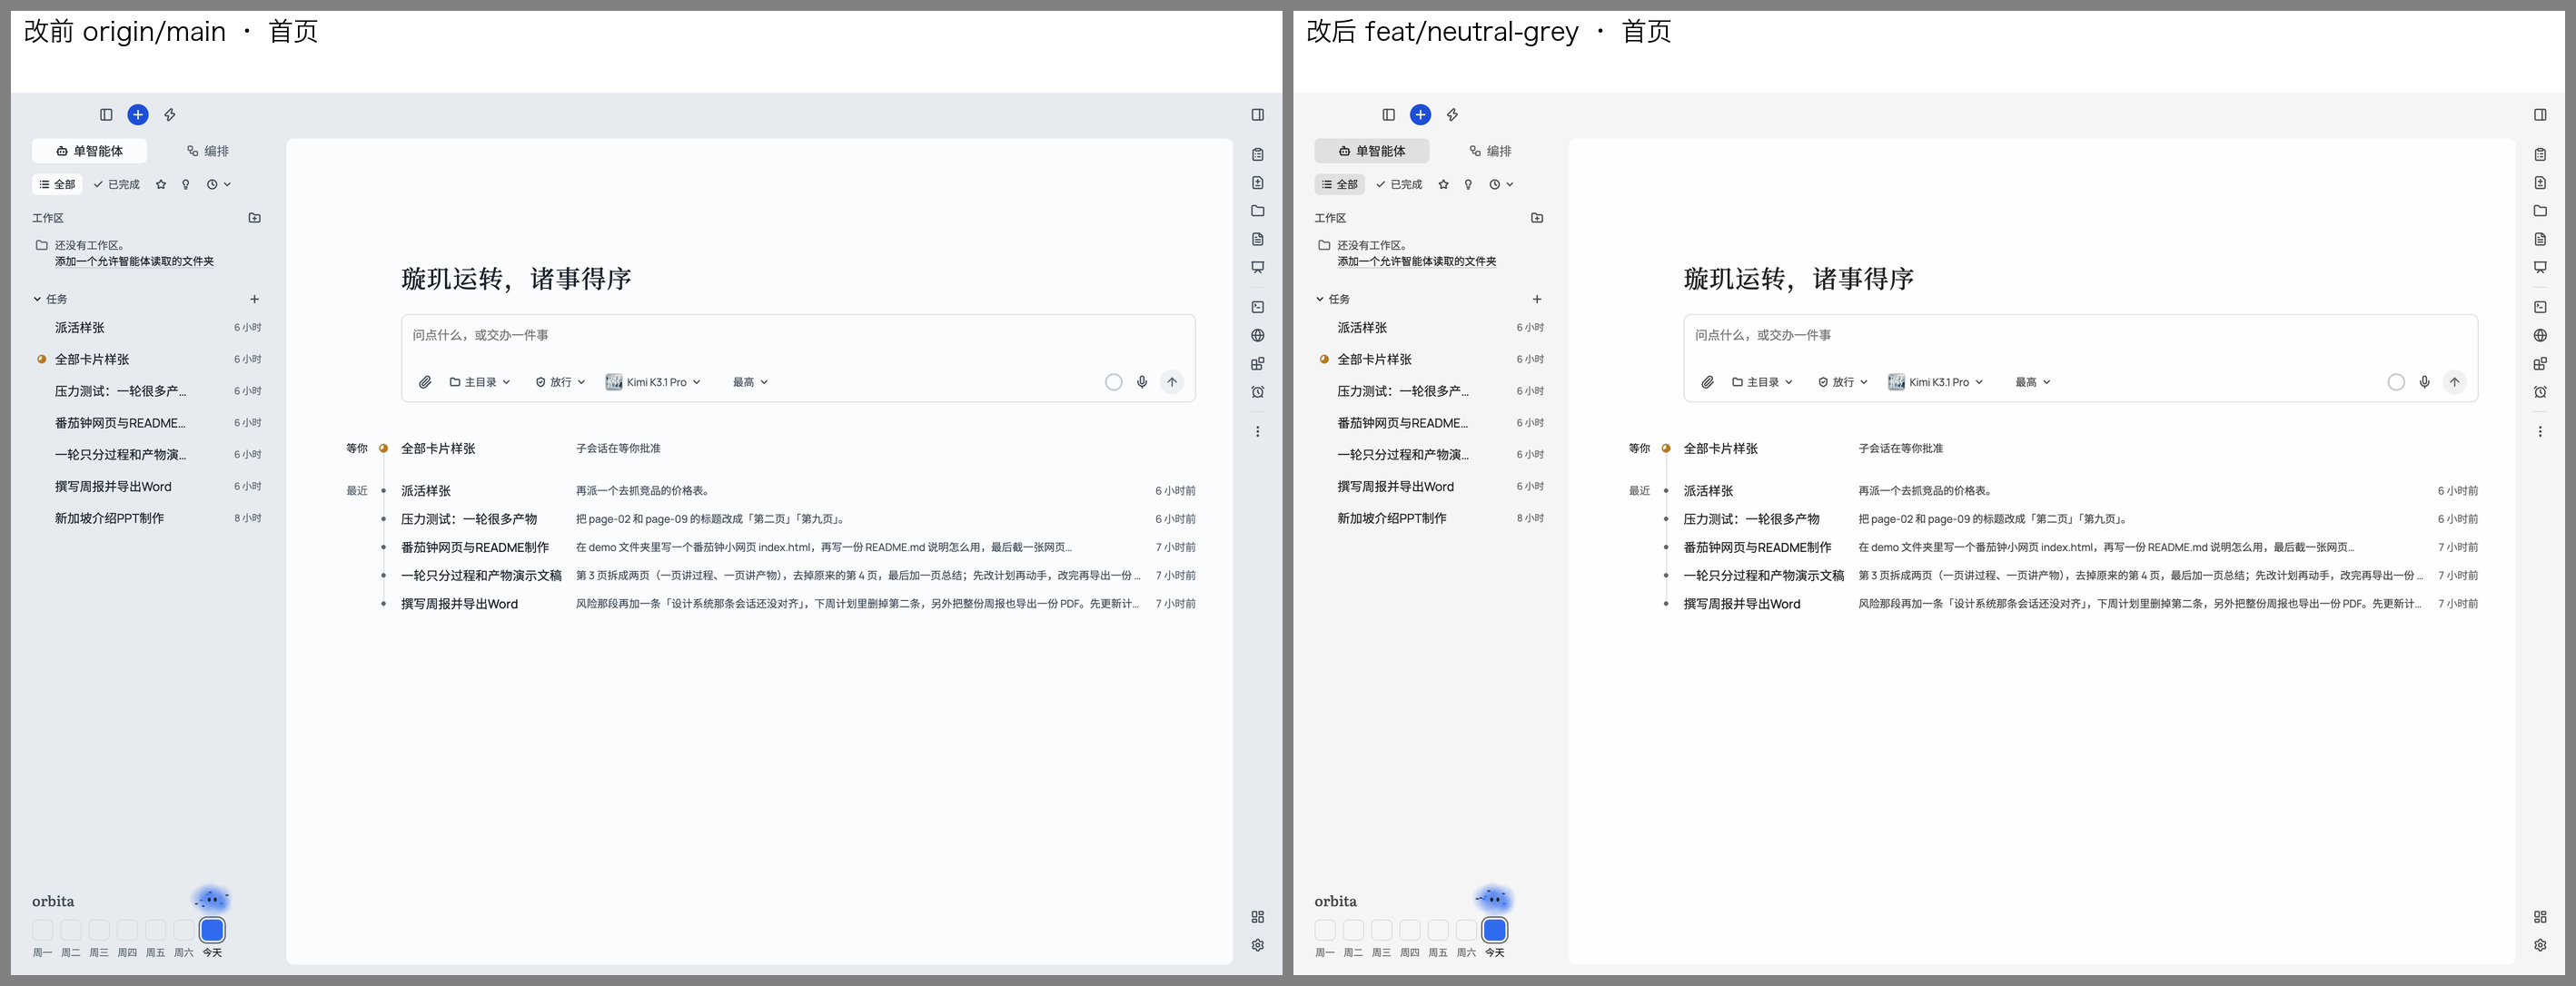 改前 origin/main · 首页
单智能体 编排
全部 已完成
工作区
还没有工作区。
添加一个允许智能体读取的文件夹
任务
派活样张 6 小时
全部卡片样张 6 小时
压力测试：一轮很多产... 6 小时
番茄钟网页与README... 6 小时
一轮只分过程和产物演... 6 小时
撰写周报并导出Word 6 小时
新加坡介绍PPT制作 8 小时
orbita
周一 周二 周三 周四 周五 周六 今天
璇玑运转，诸事得序
问点什么，或交办一件事
主目录 放行 Kimi K3.1 Pro 最高
等你 全部卡片样张 子会话在等你批准
最近 派活样张 再派一个去抓竞品的价格表。 6 小时前
压力测试：一轮很多产物 把 page-02 和 page-09 的标题改成「第二页」「第九页」。 6 小时前
番茄钟网页与README制作 在 demo 文件夹里写一个番茄钟小网页 index.html，再写一份 README.md 说明怎么用，最后截一张网页... 7 小时前
一轮只分过程和产物演示文稿 第 3 页拆成两页（一页讲过程、一页讲产物），去掉原来的第 4 页，最后加一页总结；先改计划再动手，改完再导出一份 ... 7 小时前
撰写周报并导出Word 风险那段再加一条「设计系统那条会话还没对齐」，下周计划里删掉第二条，另外把整份周报也导出一份 PDF。先更新计... 7 小时前
改后 feat/neutral-grey · 首页
单智能体 编排
全部 已完成
工作区
还没有工作区。
添加一个允许智能体读取的文件夹
任务
派活样张 6 小时
全部卡片样张 6 小时
压力测试：一轮很多产... 6 小时
番茄钟网页与README... 6 小时
一轮只分过程和产物演... 6 小时
撰写周报并导出Word 6 小时
新加坡介绍PPT制作 8 小时
orbita
周一 周二 周三 周四 周五 周六 今天
璇玑运转，诸事得序
问点什么，或交办一件事
主目录 放行 Kimi K3.1 Pro 最高
等你 全部卡片样张 子会话在等你批准
最近 派活样张 再派一个去抓竞品的价格表。 6 小时前
压力测试：一轮很多产物 把 page-02 和 page-09 的标题改成「第二页」「第九页」。 6 小时前
番茄钟网页与README制作 在 demo 文件夹里写一个番茄钟小网页 index.html，再写一份 README.md 说明怎么用，最后截一张网页... 7 小时前
一轮只分过程和产物演示文稿 第 3 页拆成两页（一页讲过程、一页讲产物），去掉原来的第 4 页，最后加一页总结；先改计划再动手，改完再导出一份 ... 7 小时前
撰写周报并导出Word 风险那段再加一条「设计系统那条会话还没对齐」，下周计划里删掉第二条，另外把整份周报也导出一份 PDF。先更新计... 7 小时前